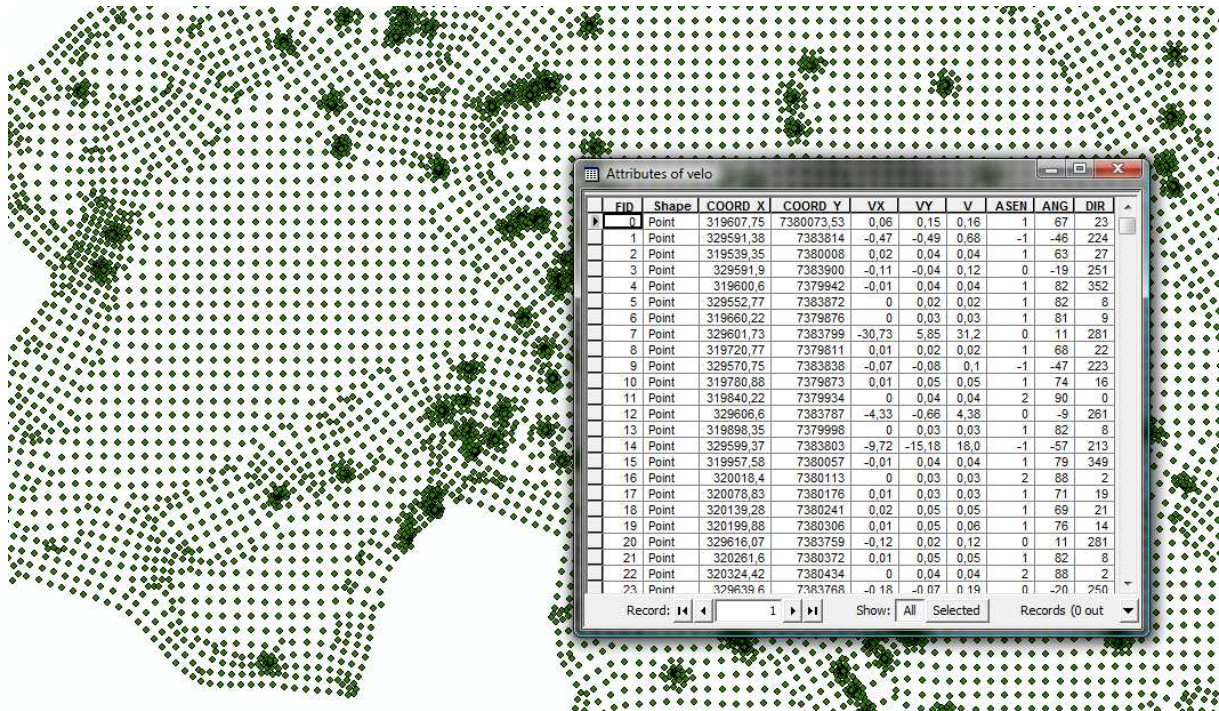 Attributes of velo
FID Shape COORD_X COORD_Y VX VY V ASEN ANG DIR
0 Point 319607,75 7380073,53 0,06 0,15 0,16 1 67 23
1 Point 329591,38 7383814 -0,47 -0,49 0,68 -1 -46 224
2 Point 319539,35 7380008 0,02 0,04 0,04 1 63 27
3 Point 329591,9 7383900 -0,11 -0,04 0,12 0 -19 251
4 Point 319600,6 7379942 -0,01 0,04 0,04 1 82 352
5 Point 329552,77 7383872 0 0,02 0,02 1 82 8
6 Point 319660,22 7379876 0 0,03 0,03 1 81 9
7 Point 329601,73 7383799 -30,73 5,85 31,2 0 11 281
8 Point 319720,77 7379811 0,01 0,02 0,02 1 68 22
9 Point 329570,75 7383838 -0,07 -0,08 0,1 -1 -47 223
10 Point 319780,88 7379873 0,01 0,05 0,05 1 74 16
11 Point 319840,22 7379934 0 0,04 0,04 2 90 0
12 Point 329606,6 7383787 -4,33 -0,66 4,38 0 -9 261
13 Point 319898,35 7379998 0 0,03 0,03 1 82 8
14 Point 329599,37 7383803 -9,72 -15,18 18,0 -1 -57 213
15 Point 319957,58 7380057 -0,01 0,04 0,04 1 79 349
16 Point 320018,4 7380113 0 0,03 0,03 2 88 2
17 Point 320078,83 7380176 0,01 0,03 0,03 1 71 19
18 Point 320139,28 7380241 0,02 0,05 0,05 1 69 21
19 Point 320199,88 7380306 0,01 0,05 0,06 1 76 14
20 Point 329616,07 7383759 -0,12 0,02 0,12 0 11 281
21 Point 320261,6 7380372 0,01 0,05 0,05 1 82 8
22 Point 320324,42 7380434 0 0,04 0,04 2 88 2
23 Point 329639,6 7383768 -0,18 -0,07 0,19 0 -20 250
Record: 1 Show: All Selected Records (0 out